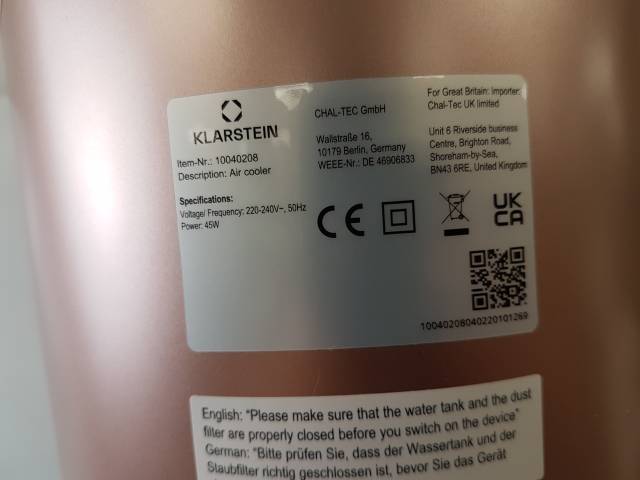 KLARSTEIN
Item-Nr.: 10040208
Description: Air cooler
Specifications:
Voltage/ Frequency: 220-240V~, 50Hz
Power: 45W
CHAL-TEC GmbH
Wallstraße 16,
10179 Berlin, Germany
WEEE-Nr.: DE 46906833
For Great Britain: Importer:
Chal-Tec UK limited
Unit 6 Riverside business
Centre, Brighton Road,
Shoreham-by-Sea,
BN43 6RE, United Kingdom
CE
UK
CA
10040208040220101269
English: "Please make sure that the water tank and the dust
filter are properly closed before you switch on the device"
German: "Bitte prüfen Sie, dass der Wassertank und der
Staubfilter richtig geschlossen ist, bevor Sie das Gerät